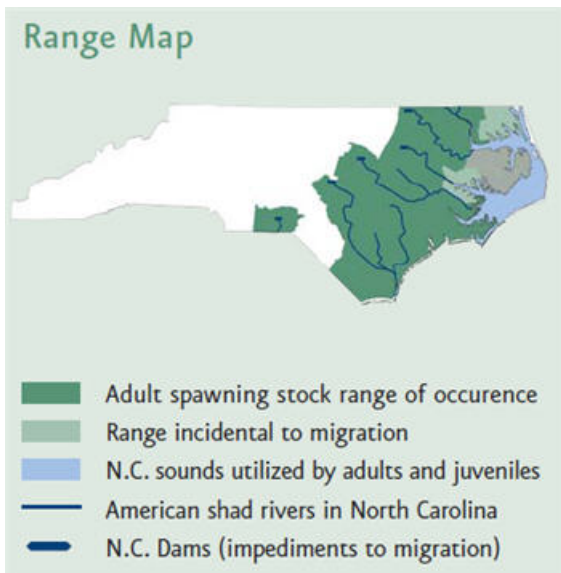 Range Map
Adult spawning stock range of occurence
Range incidental to migration
N.C. sounds utilized by adults and juveniles
American shad rivers in North Carolina
N.C. Dams (impediments to migration)